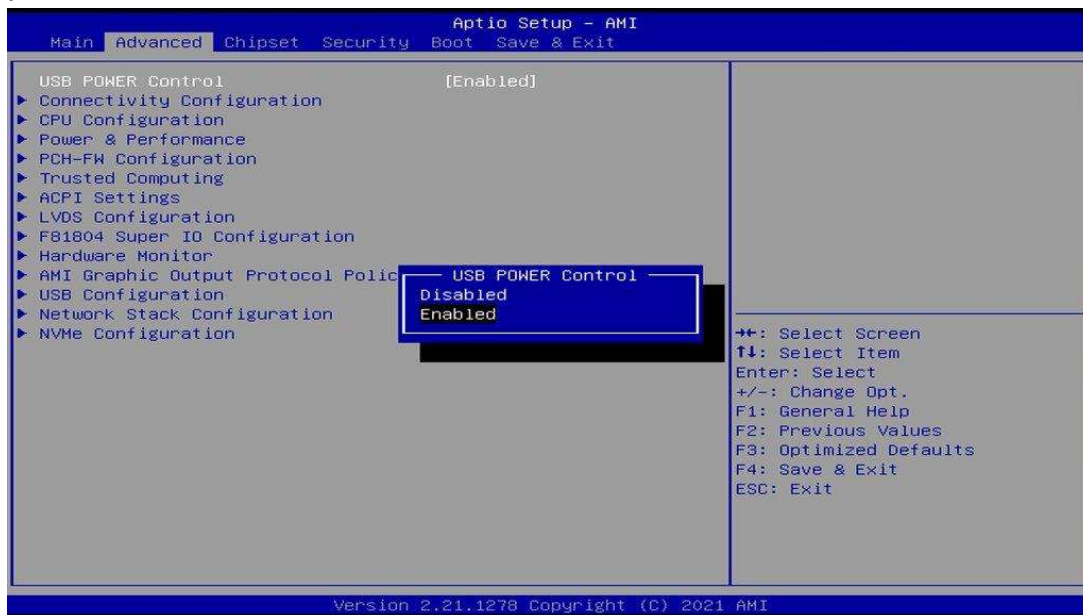 Aptio Setup – AMI
Main Advanced Chipset Security Boot Save & Exit
USB POWER Control [Enabled]
► Connectivity Configuration
► CPU Configuration
► Power & Performance
► PCH-FW Configuration
► Trusted Computing
► ACPI Settings
► LVDS Configuration
► F81804 Super IO Configuration
► Hardware Monitor
► AMI Graphic Output Protocol Polic
► USB Configuration
► Network Stack Configuration
► NVMe Configuration
USB POWER Control
Disabled
Enabled
→←: Select Screen
↑↓: Select Item
Enter: Select
+/-: Change Opt.
F1: General Help
F2: Previous Values
F3: Optimized Defaults
F4: Save & Exit
ESC: Exit
Version 2.21.1278 Copyright (C) 2021 AMI